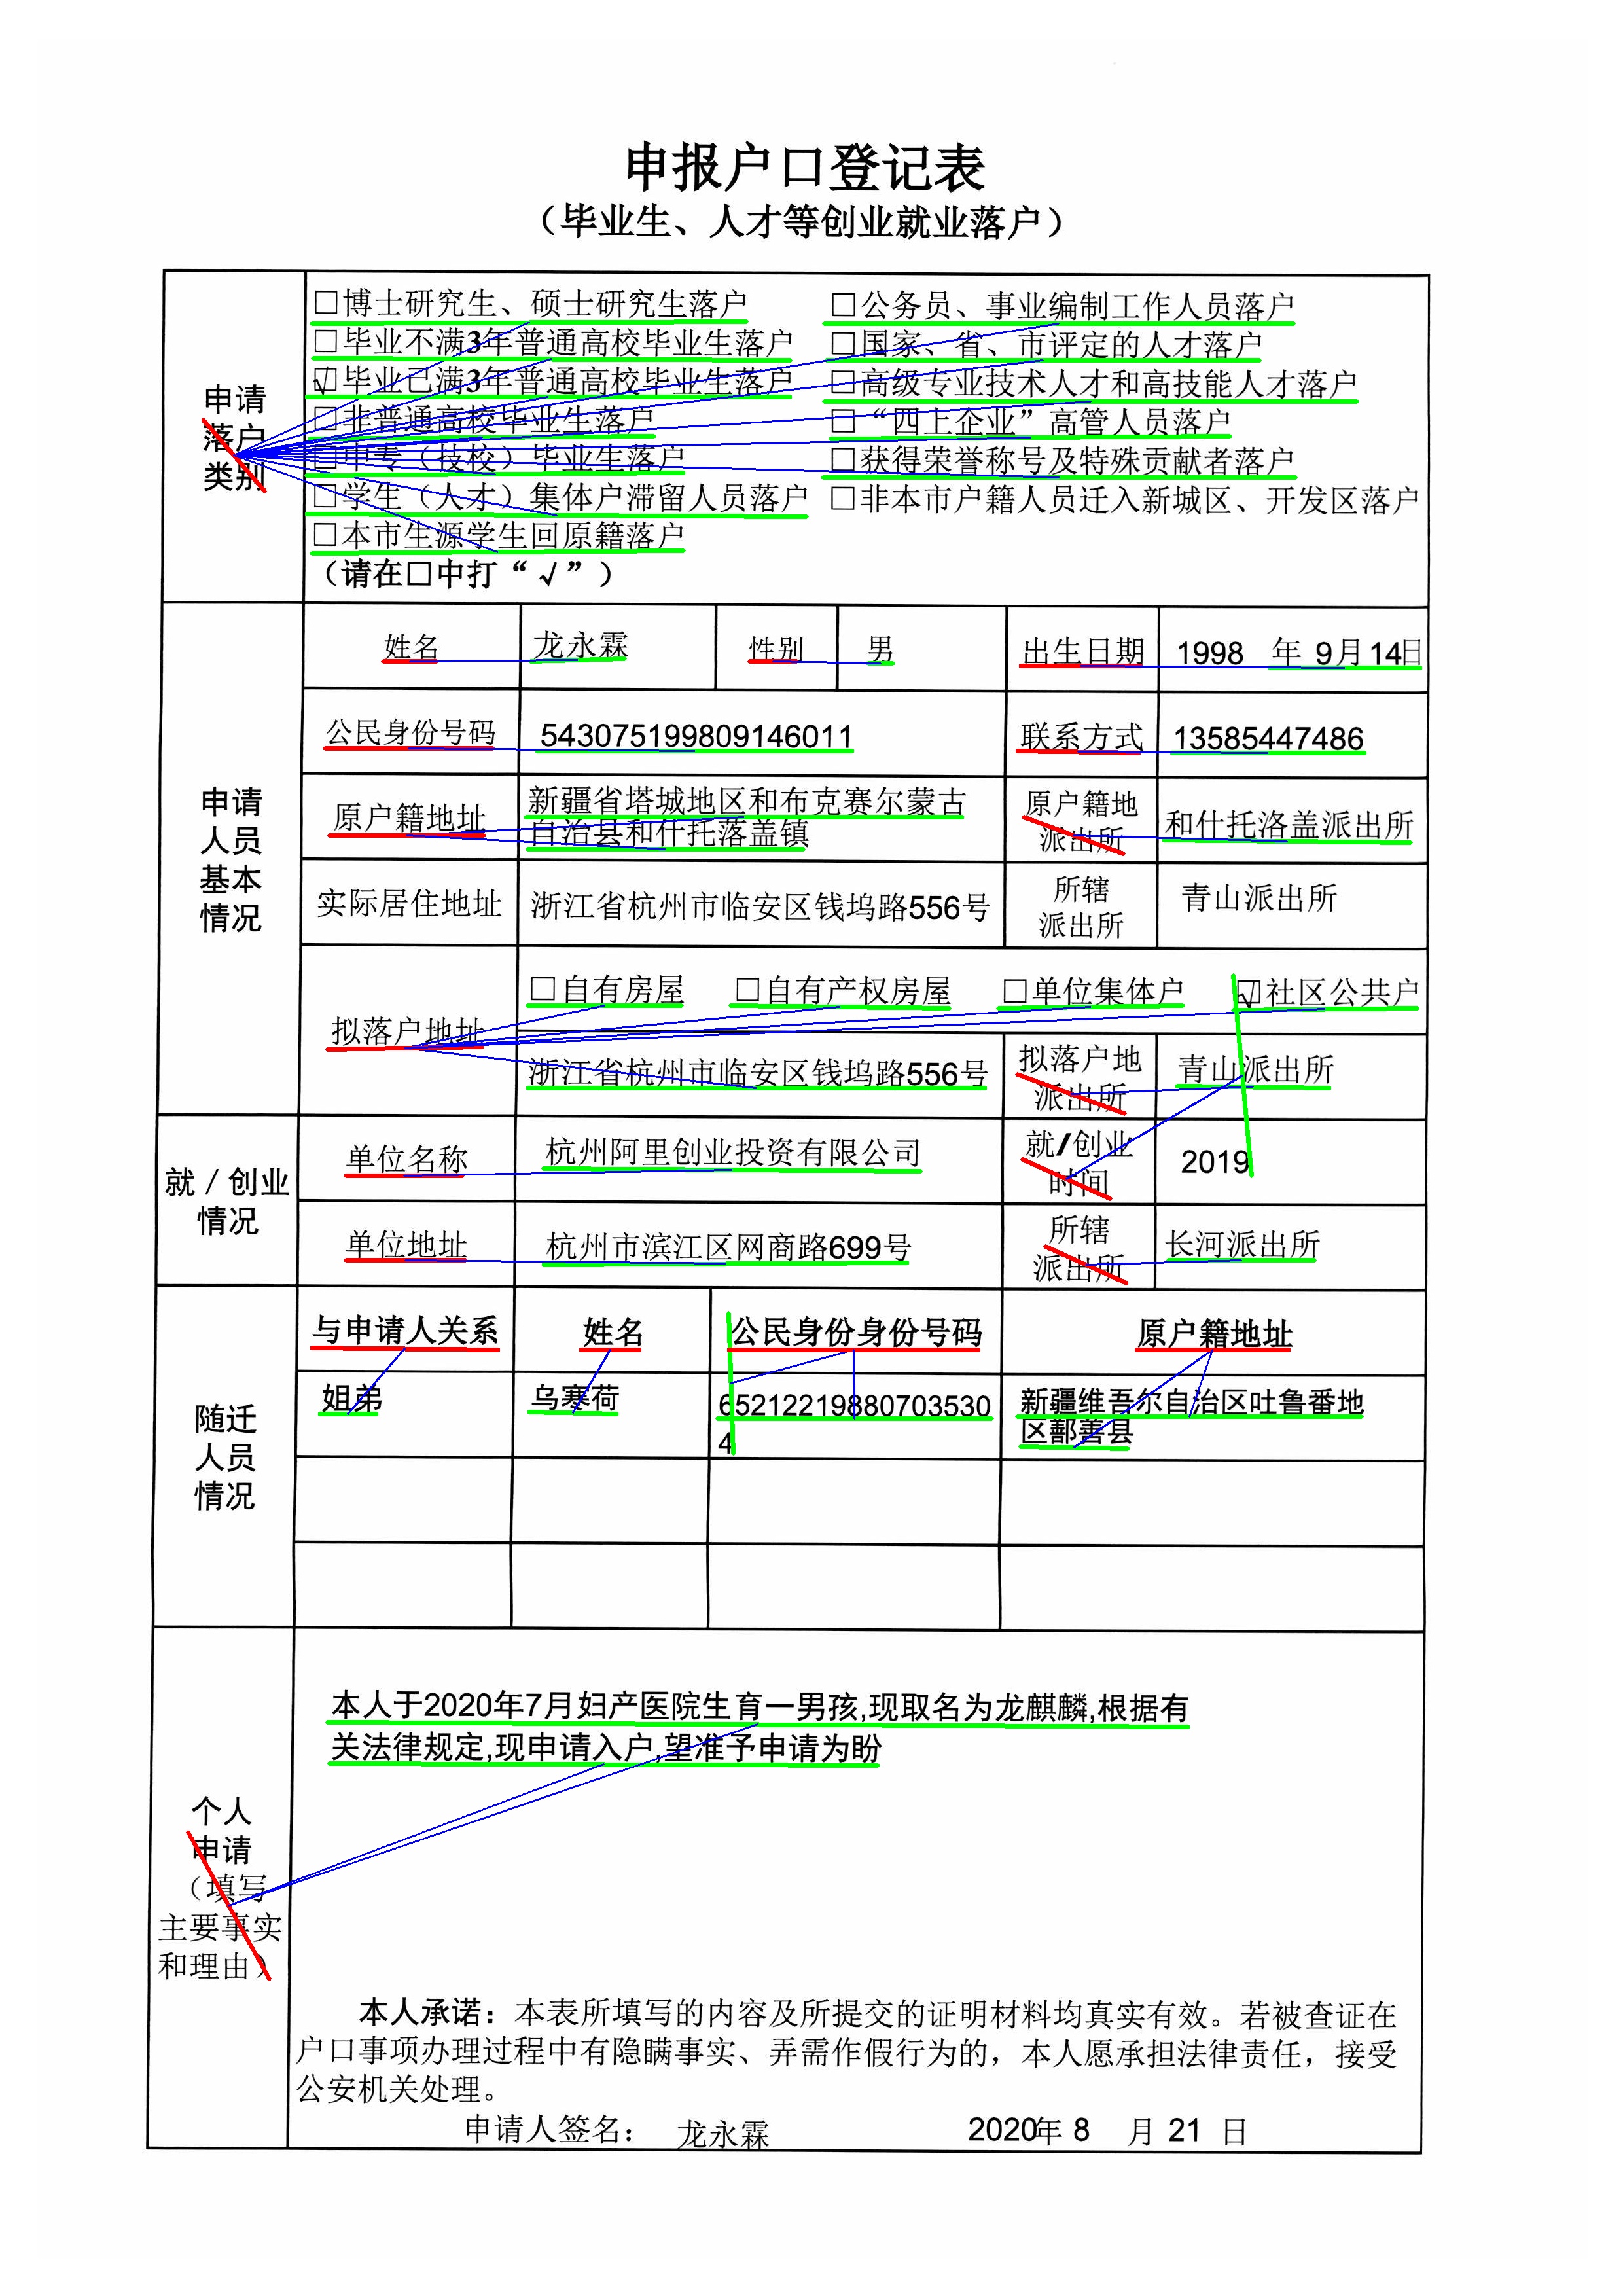 申报户口登记表
（毕业生、人才等创业就业落户）
申请
落户
类别
□博士研究生、硕士研究生落户 □公务员、事业编制工作人员落户
□毕业不满3年普通高校毕业生落户 □国家、省、市评定的人才落户
☑毕业已满3年普通高校毕业生落户 □高级专业技术人才和高技能人才落户
□非普通高校毕业生落户 □“四上企业”高管人员落户
□中专（技校）毕业生落户 □获得荣誉称号及特殊贡献者落户
□学生（人才）集体户滞留人员落户 □非本市户籍人员迁入新城区、开发区落户
□本市生源学生回原籍落户
（请在□中打“√”）
申请
人员
基本
情况
姓名 龙永霖 性别 男 出生日期 1998 年 9月14日
公民身份号码 543075199809146011 联系方式 13585447486
原户籍地址
新疆省塔城地区和布克赛尔蒙古
自治县和什托落盖镇
原户籍地
派出所
和什托洛盖派出所
实际居住地址 浙江省杭州市临安区钱坞路556号
所辖
派出所
青山派出所
拟落户地址
□自有房屋 □自有产权房屋 □单位集体户 ☑社区公共户
浙江省杭州市临安区钱坞路556号
拟落户地
派出所
青山派出所
就/创业
情况
单位名称 杭州阿里创业投资有限公司
就/创业
时间
2019
单位地址 杭州市滨江区网商路699号
所辖
派出所
长河派出所
随迁
人员
情况
与申请人关系 姓名 公民身份身份号码 原户籍地址
姐弟 乌寒荷
65212219880703530
4
新疆维吾尔自治区吐鲁番地
区鄯善县
个人
申请
（填写
主要事实
和理由）
本人于2020年7月妇产医院生育一男孩,现取名为龙麒麟,根据有
关法律规定,现申请入户,望准予申请为盼
本人承诺：本表所填写的内容及所提交的证明材料均真实有效。若被查证在
户口事项办理过程中有隐瞒事实、弄需作假行为的，本人愿承担法律责任，接受
公安机关处理。
申请人签名： 龙永霖 2020年 8 月 21 日